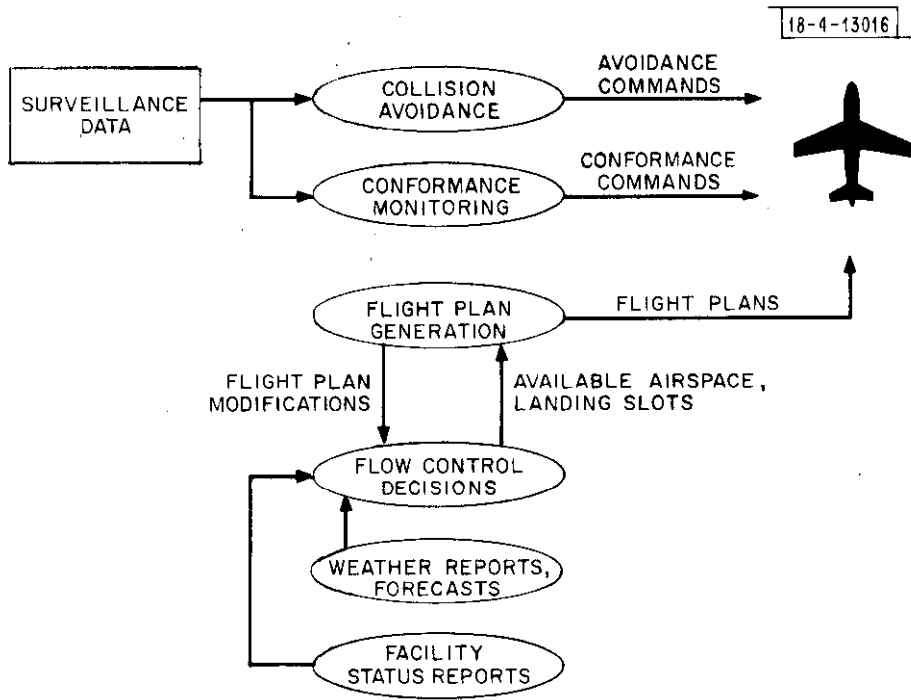 18-4-13016
SURVEILLANCE
DATA
COLLISION
AVOIDANCE
AVOIDANCE
COMMANDS
CONFORMANCE
MONITORING
CONFORMANCE
COMMANDS
FLIGHT PLAN
GENERATION
FLIGHT PLANS
FLIGHT PLAN
MODIFICATIONS
AVAILABLE AIRSPACE,
LANDING SLOTS
FLOW CONTROL
DECISIONS
WEATHER REPORTS,
FORECASTS
FACILITY
STATUS REPORTS